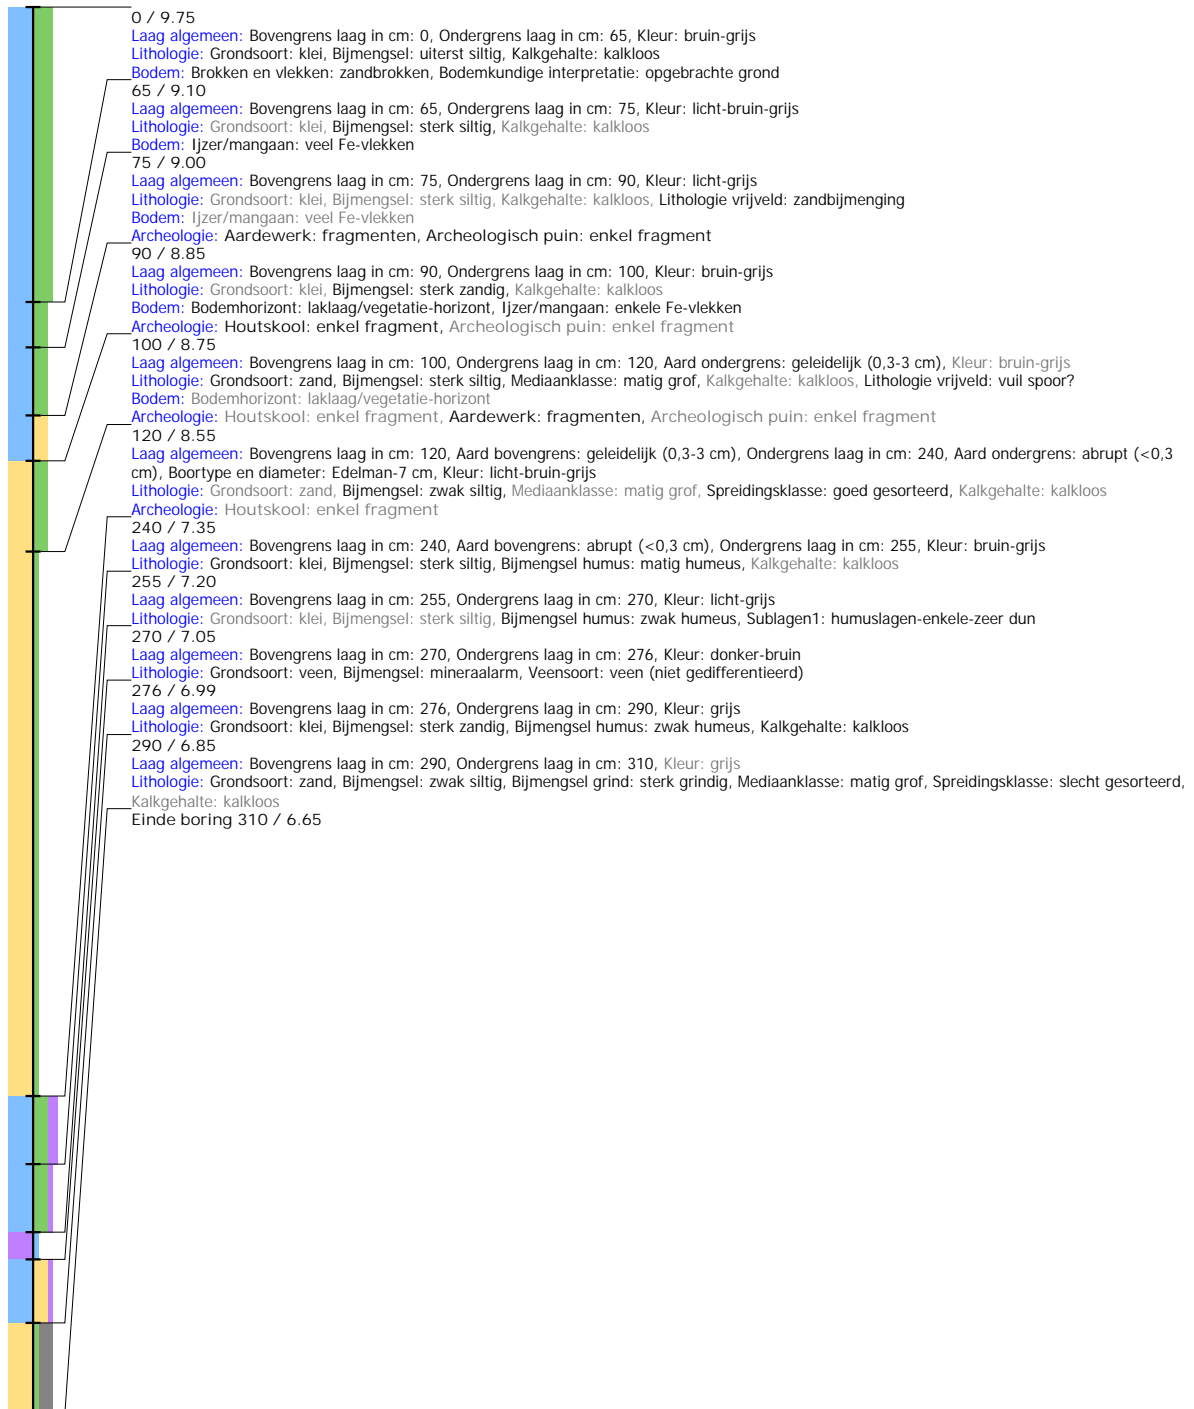 0 / 9.75
Laag algemeen: Bovengrens laag in cm: 0, Ondergrens laag in cm: 65, Kleur: bruin-grijs
Lithologie: Grondsoort: klei, Bijmengsel: uiterst siltig, Kalkgehalte: kalkloos
Bodem: Brokken en vlekken: zandbrokken, Bodemkundige interpretatie: opgebrachte grond
65 / 9.10
Laag algemeen: Bovengrens laag in cm: 65, Ondergrens laag in cm: 75, Kleur: licht-bruin-grijs
Lithologie: Grondsoort: klei, Bijmengsel: sterk siltig, Kalkgehalte: kalkloos
Bodem: Ijzer/mangaan: veel Fe-vlekken
75 / 9.00
Laag algemeen: Bovengrens laag in cm: 75, Ondergrens laag in cm: 90, Kleur: licht-grijs
Lithologie: Grondsoort: klei, Bijmengsel: sterk siltig, Kalkgehalte: kalkloos, Lithologie vrijveld: zandbijmenging
Bodem: Ijzer/mangaan: veel Fe-vlekken
Archeologie: Aardewerk: fragmenten, Archeologisch puin: enkel fragment
90 / 8.85
Laag algemeen: Bovengrens laag in cm: 90, Ondergrens laag in cm: 100, Kleur: bruin-grijs
Lithologie: Grondsoort: klei, Bijmengsel: sterk zandig, Kalkgehalte: kalkloos
Bodem: Bodemhorizont: laklaag/vegetatie-horizont, Ijzer/mangaan: enkele Fe-vlekken
Archeologie: Houtskool: enkel fragment, Archeologisch puin: enkel fragment
100 / 8.75
Laag algemeen: Bovengrens laag in cm: 100, Ondergrens laag in cm: 120, Aard ondergrens: geleidelijk (0,3-3 cm), Kleur: bruin-grijs
Lithologie: Grondsoort: zand, Bijmengsel: sterk siltig, Mediaanklasse: matig grof, Kalkgehalte: kalkloos, Lithologie vrijveld: vuil spoor?
Bodem: Bodemhorizont: laklaag/vegetatie-horizont
Archeologie: Houtskool: enkel fragment, Aardewerk: fragmenten, Archeologisch puin: enkel fragment
120 / 8.55
Laag algemeen: Bovengrens laag in cm: 120, Aard bovengrens: geleidelijk (0,3-3 cm), Ondergrens laag in cm: 240, Aard ondergrens: abrupt (<0,3
cm), Boortype en diameter: Edelman-7 cm, Kleur: licht-bruin-grijs
Lithologie: Grondsoort: zand, Bijmengsel: zwak siltig, Mediaanklasse: matig grof, Spreidingsklasse: goed gesorteerd, Kalkgehalte: kalkloos
Archeologie: Houtskool: enkel fragment
240 / 7.35
Laag algemeen: Bovengrens laag in cm: 240, Aard bovengrens: abrupt (<0,3 cm), Ondergrens laag in cm: 255, Kleur: bruin-grijs
Lithologie: Grondsoort: klei, Bijmengsel: sterk siltig, Bijmengsel humus: matig humeus, Kalkgehalte: kalkloos
255 / 7.20
Laag algemeen: Bovengrens laag in cm: 255, Ondergrens laag in cm: 270, Kleur: licht-grijs
Lithologie: Grondsoort: klei, Bijmengsel: sterk siltig, Bijmengsel humus: zwak humeus, Sublagen1: humuslagen-enkele-zeer dun
270 / 7.05
Laag algemeen: Bovengrens laag in cm: 270, Ondergrens laag in cm: 276, Kleur: donker-bruin
Lithologie: Grondsoort: veen, Bijmengsel: mineraalarm, Veensoort: veen (niet gedifferentieerd)
276 / 6.99
Laag algemeen: Bovengrens laag in cm: 276, Ondergrens laag in cm: 290, Kleur: grijs
Lithologie: Grondsoort: klei, Bijmengsel: sterk zandig, Bijmengsel humus: zwak humeus, Kalkgehalte: kalkloos
290 / 6.85
Laag algemeen: Bovengrens laag in cm: 290, Ondergrens laag in cm: 310, Kleur: grijs
Lithologie: Grondsoort: zand, Bijmengsel: zwak siltig, Bijmengsel grind: sterk grindig, Mediaanklasse: matig grof, Spreidingsklasse: slecht gesorteerd,
Kalkgehalte: kalkloos
Einde boring 310 / 6.65